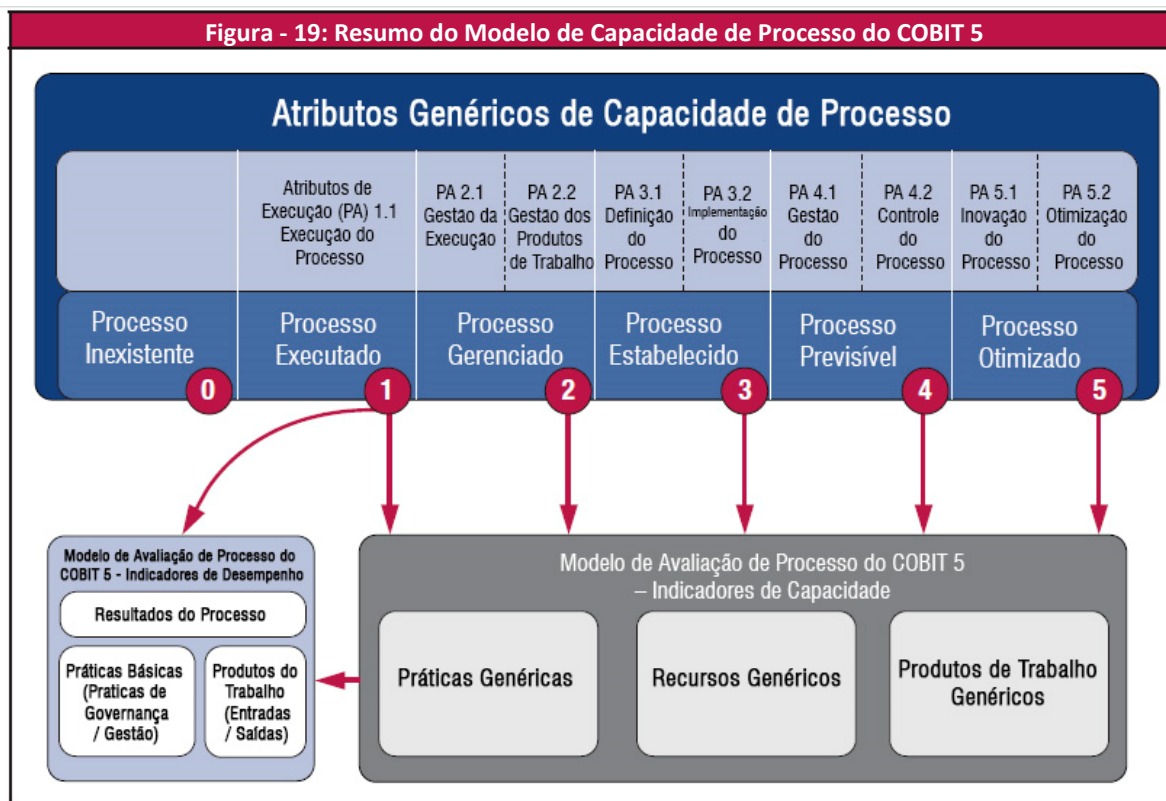 Figura - 19: Resumo do Modelo de Capacidade de Processo do COBIT 5
Atributos Genéricos de Capacidade de Processo
Atributos de
Execução (PA) 1.1
Execução do
Processo
PA 2.1
Gestão da
Execução
PA 2.2
Gestão dos
Produtos
de Trabalho
PA 3.1
Definição
do
Processo
PA 3.2
Implementação
do
Processo
PA 4.1
Gestão
do
Processo
PA 4.2
Controle
do
Processo
PA 5.1
Inovação
do
Processo
PA 5.2
Otimização
do
Processo
Processo
Inexistente
0
Processo
Executado
1
Processo
Gerenciado
2
Processo
Estabelecido
3
Processo
Previsível
4
Processo
Otimizado
5
Modelo de Avaliação de Processo do
COBIT 5 - Indicadores de Desempenho
Resultados do Processo
Práticas Básicas
(Praticas de
Governança
/ Gestão)
Produtos do
Trabalho
(Entradas
/ Saídas)
Modelo de Avaliação de Processo do COBIT 5
– Indicadores de Capacidade
Práticas Genéricas
Recursos Genéricos
Produtos de Trabalho
Genéricos